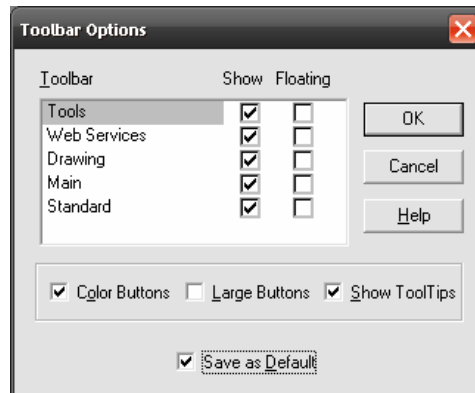 Toolbar Options
Toolbar Show Floating
Tools
Web Services
Drawing
Main
Standard
OK
Cancel
Help
Color Buttons Large Buttons Show ToolTips
Save as Default